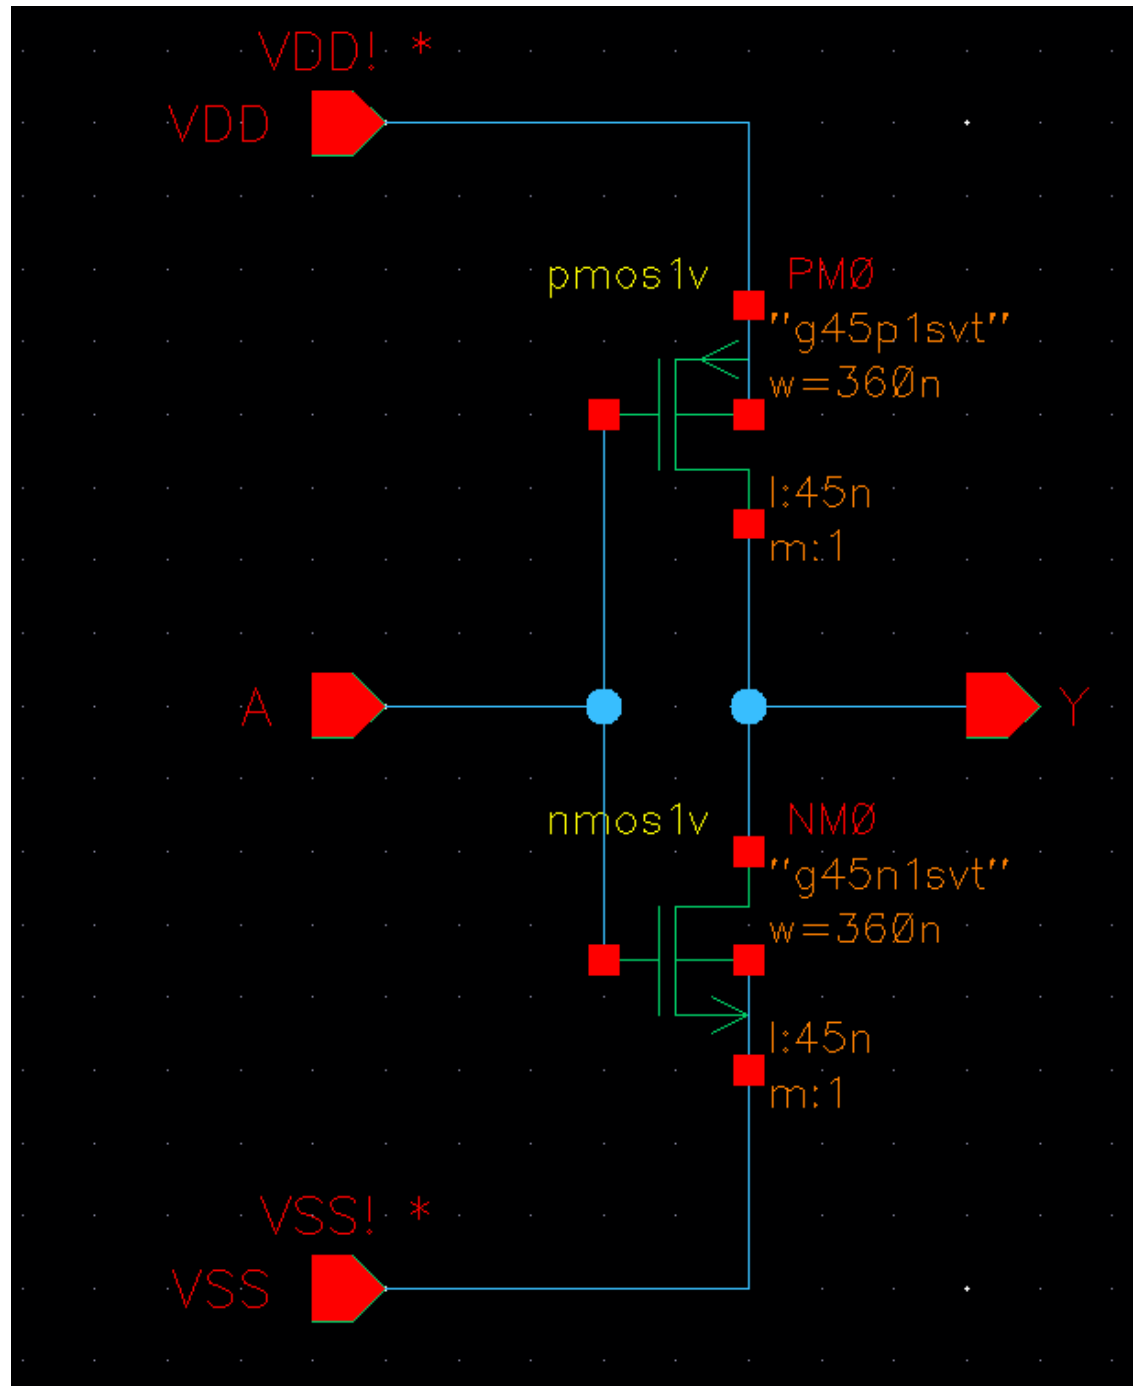 VDD! *
VDD
pmos1v PM0
"g45p1svt"
w=360n
l:45n
m:1
A
Y
nmos1v NM0
"g45n1svt"
w=360n
l:45n
m:1
VSS! *
VSS